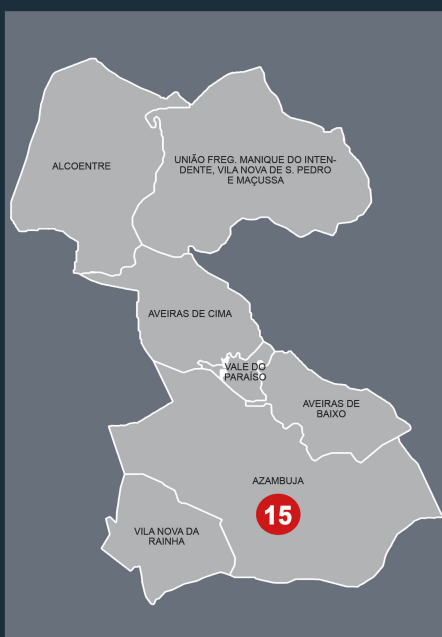 ALCOENTRE
UNIÃO FREG. MANIQUE DO INTEN-
DENTE, VILA NOVA DE S. PEDRO
E MAÇUSSA
AVEIRAS DE CIMA
VALE DO
PARAÍSO
AVEIRAS DE
BAIXO
AZAMBUJA
15
VILA NOVA DA
RAINHA